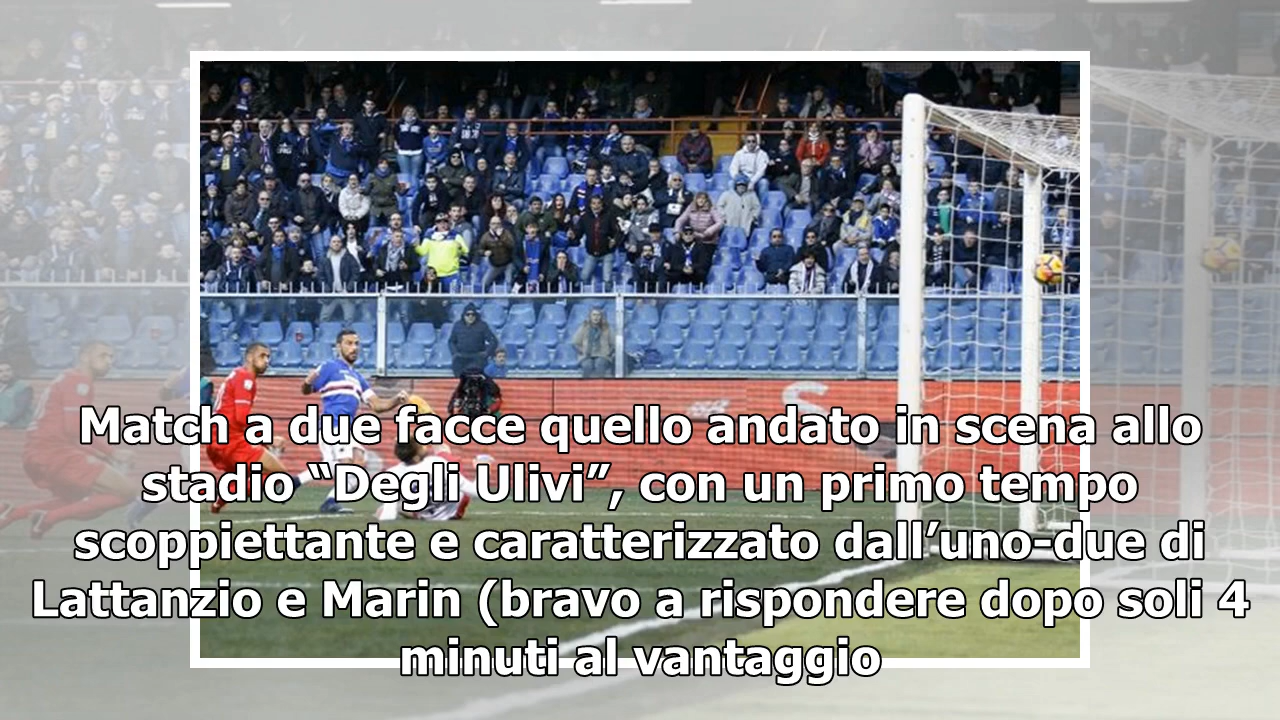 Match a due facce quello andato in scena allo
stadio “Degli Ulivi”, con un primo tempo
scoppiettante e caratterizzato dall’uno-due di
Lattanzio e Marin (bravo a rispondere dopo soli 4
minuti al vantaggio